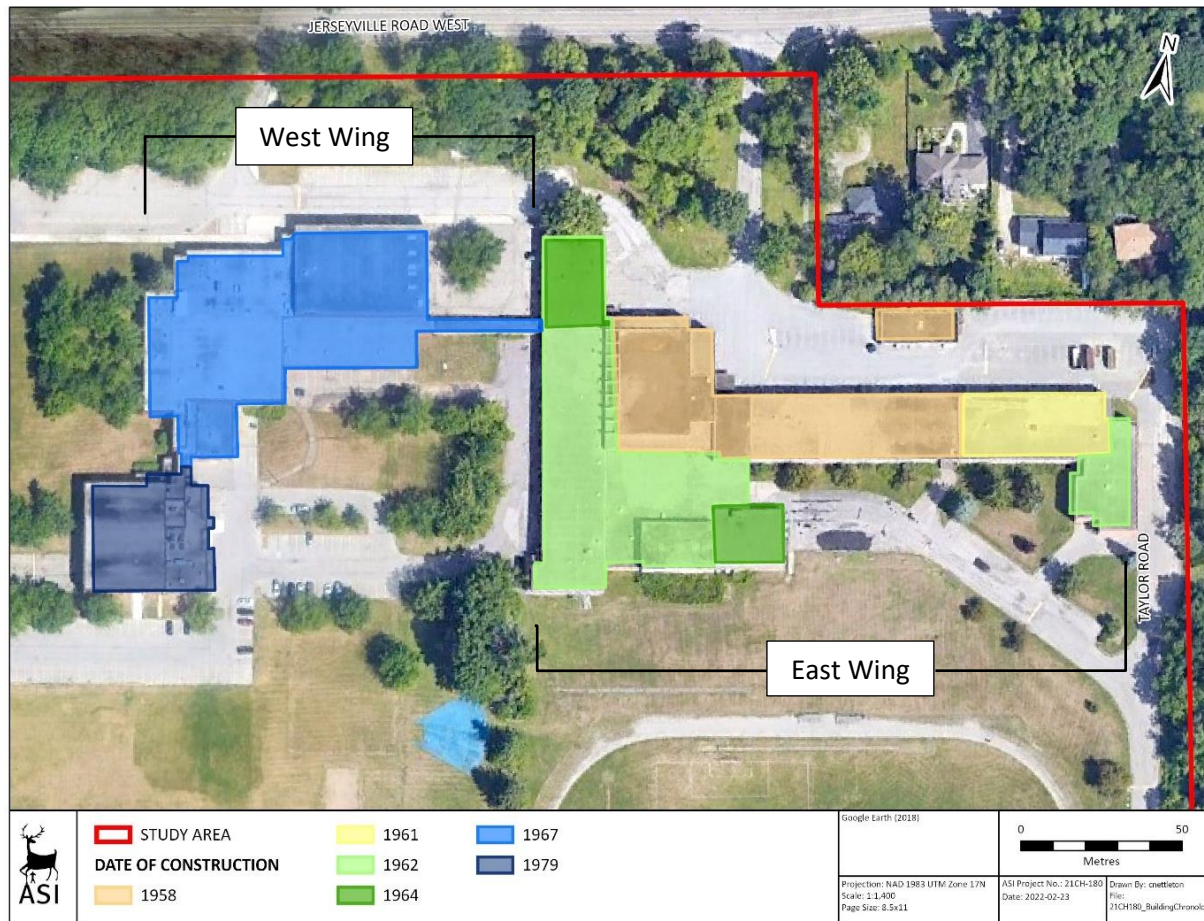 JERSEYVILLE ROAD WEST
N
West Wing
East Wing
TAYLOR ROAD
ASI
STUDY AREA
DATE OF CONSTRUCTION
1958
1961
1962
1964
1967
1979
Google Earth (2018)
0 50
Metres
Projection: NAD 1983 UTM Zone 17N
Scale: 1:1,400
Page Size: 8.5x11
ASI Project No.: 21CH-180
Date: 2022-02-23
Drawn By: cnettleton
File: